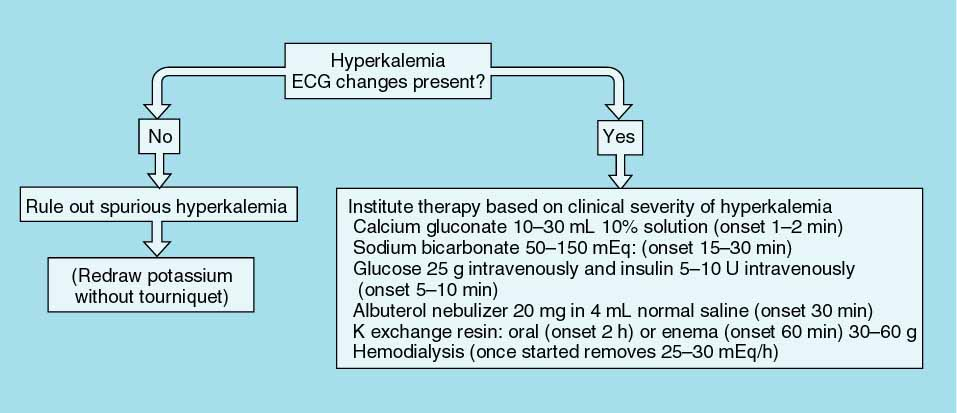 Hyperkalemia
ECG changes present?
No
Yes
Rule out spurious hyperkalemia
(Redraw potassium
without tourniquet)
Institute therapy based on clinical severity of hyperkalemia
Calcium gluconate 10–30 mL 10% solution (onset 1–2 min)
Sodium bicarbonate 50–150 mEq: (onset 15–30 min)
Glucose 25 g intravenously and insulin 5–10 U intravenously
(onset 5–10 min)
Albuterol nebulizer 20 mg in 4 mL normal saline (onset 30 min)
K exchange resin: oral (onset 2 h) or enema (onset 60 min) 30–60 g
Hemodialysis (once started removes 25–30 mEq/h)